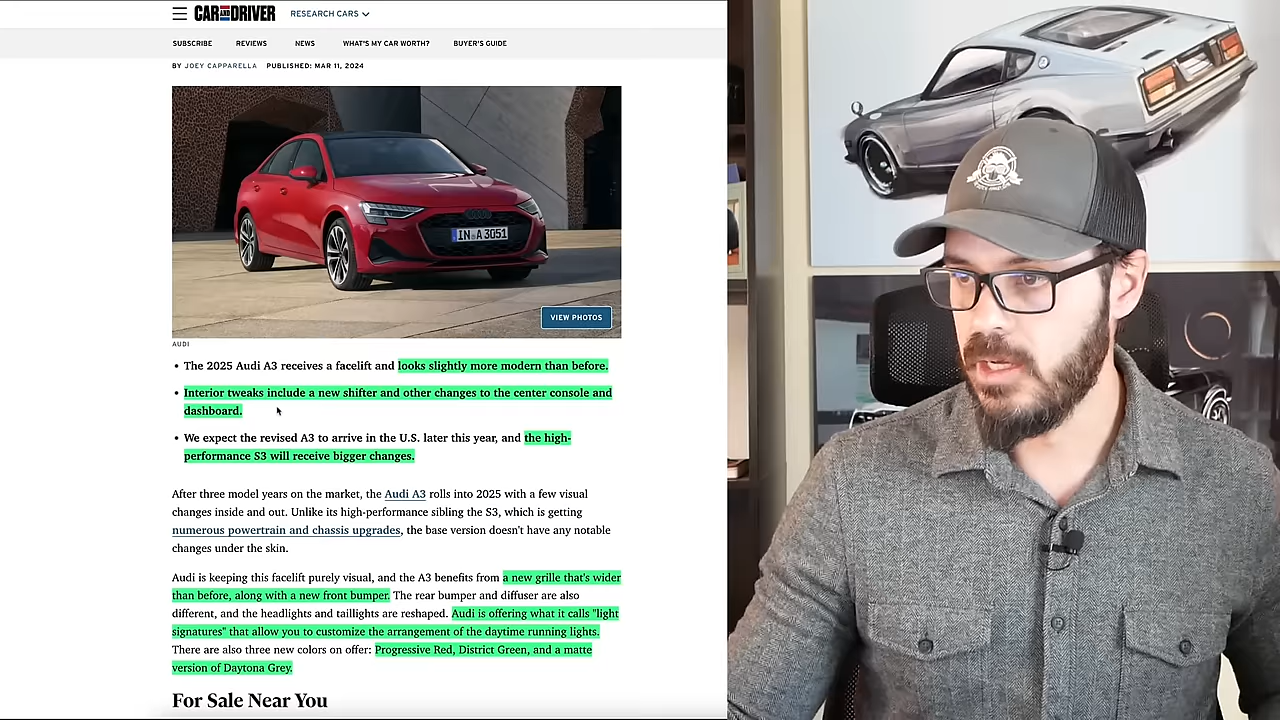 CAR AND DRIVER RESEARCH CARS
SUBSCRIBE REVIEWS NEWS WHAT'S MY CAR WORTH? BUYER'S GUIDE
BY JOEY CAPPARELLA PUBLISHED: MAR 11, 2024
IN A 3051
VIEW PHOTOS
AUDI
• The 2025 Audi A3 receives a facelift and looks slightly more modern than before.
• Interior tweaks include a new shifter and other changes to the center console and
dashboard.
• We expect the revised A3 to arrive in the U.S. later this year, and the high-
performance S3 will receive bigger changes.
After three model years on the market, the Audi A3 rolls into 2025 with a few visual
changes inside and out. Unlike its high-performance sibling the S3, which is getting
numerous powertrain and chassis upgrades, the base version doesn't have any notable
changes under the skin.
Audi is keeping this facelift purely visual, and the A3 benefits from a new grille that's wider
than before, along with a new front bumper. The rear bumper and diffuser are also
different, and the headlights and taillights are reshaped. Audi is offering what it calls "light
signatures" that allow you to customize the arrangement of the daytime running lights.
There are also three new colors on offer: Progressive Red, District Green, and a matte
version of Daytona Grey.
For Sale Near You